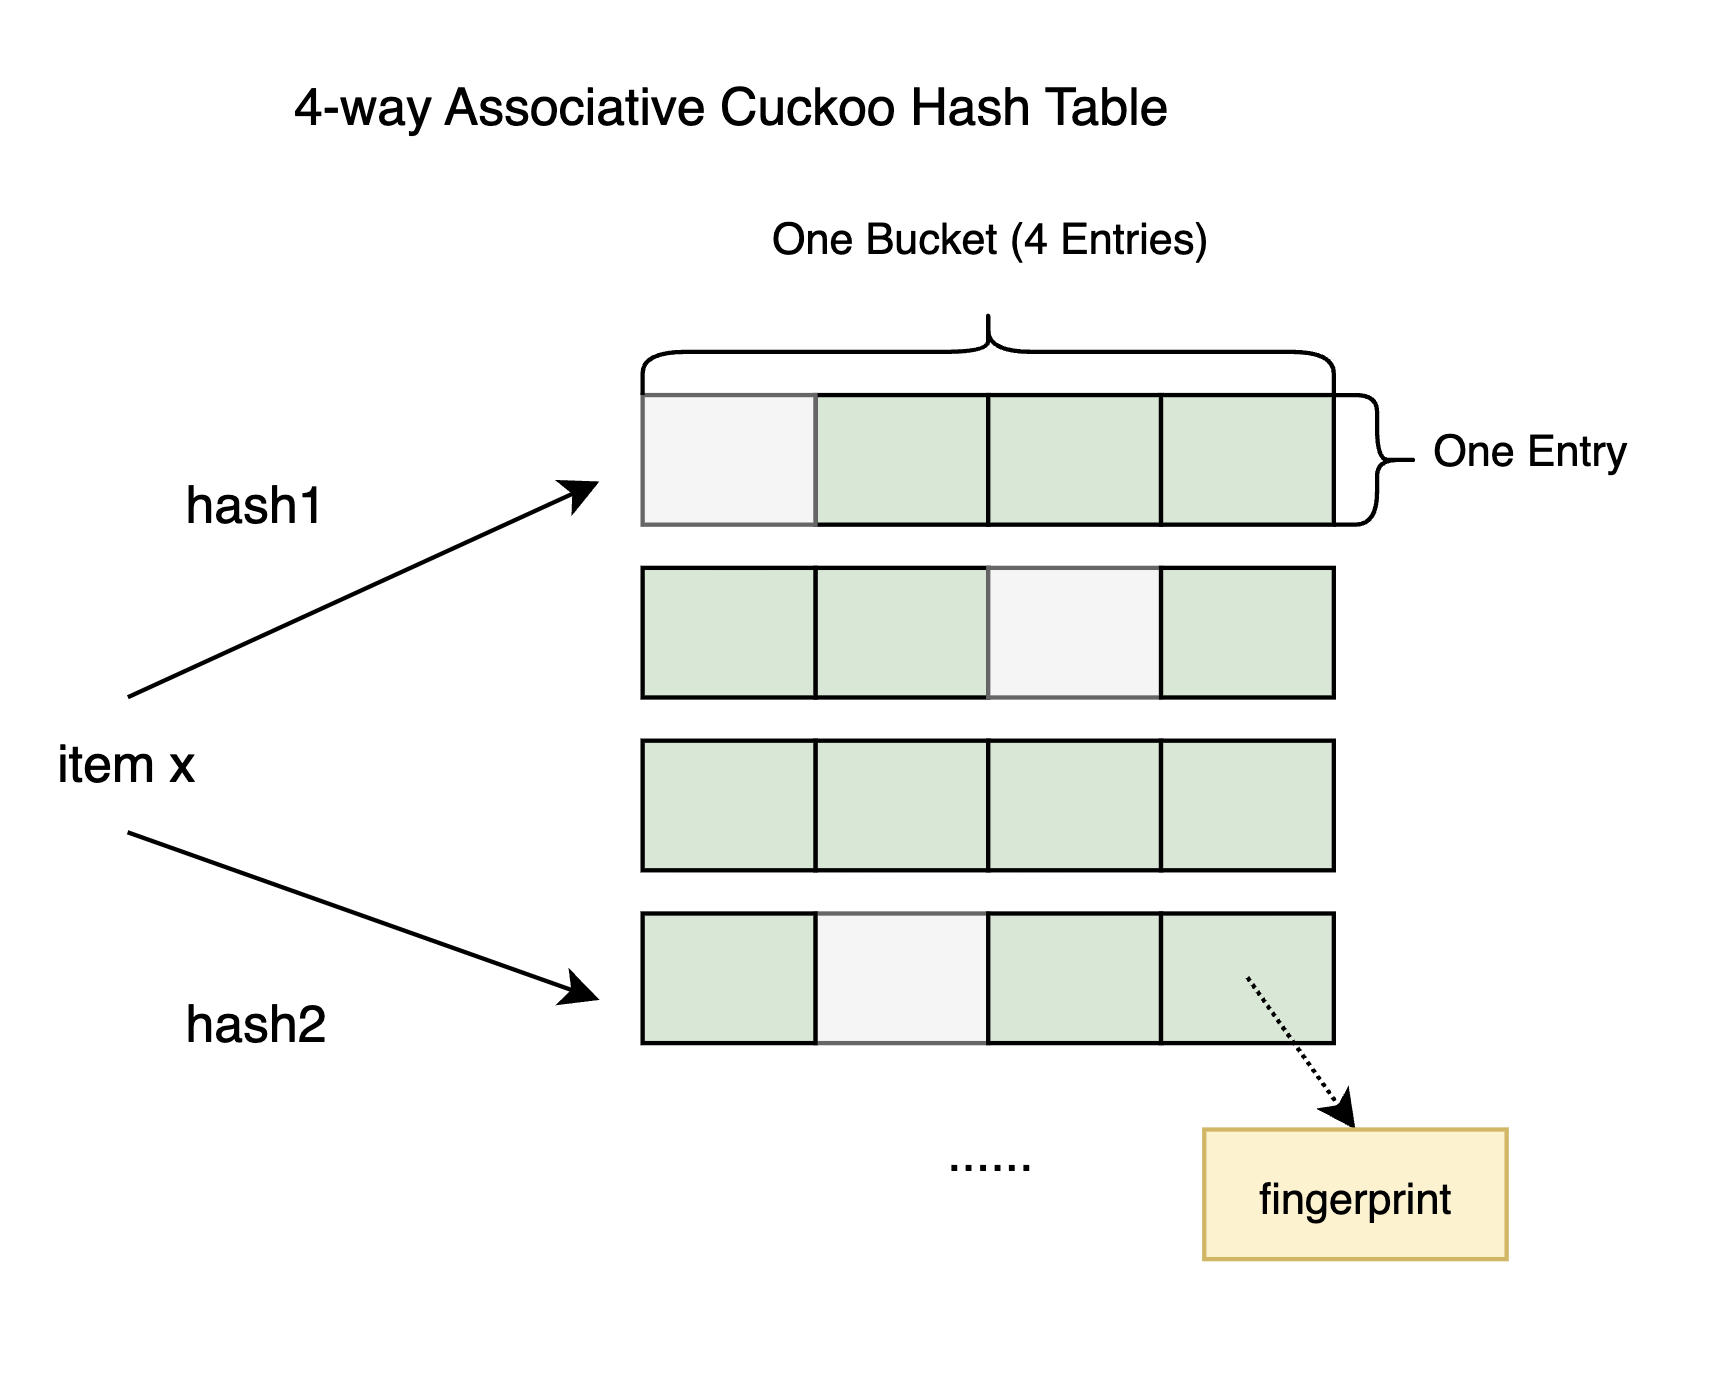 4-way Associative Cuckoo Hash Table
One Bucket (4 Entries)
One Entry
hash1
item x
hash2
......
fingerprint